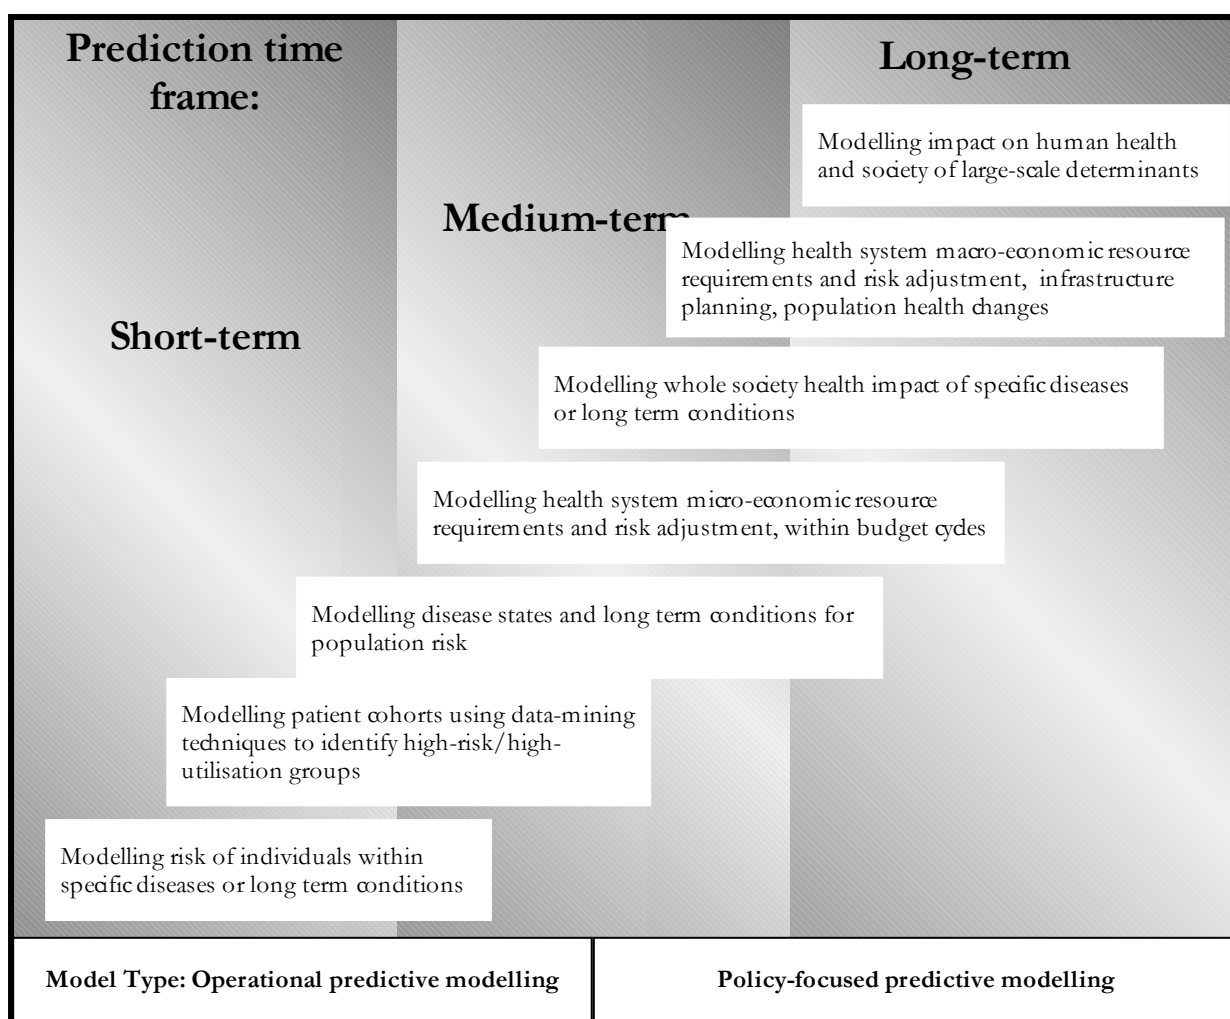 Prediction time
frame:
Long-term
Modelling impact on human health
and society of large-scale determinants
Medium-term
Modelling health system macro-economic resource
requirements and risk adjustment, infrastructure
planning, population health changes
Short-term
Modelling whole society health impact of specific diseases
or long term conditions
Modelling health system micro-economic resource
requirements and risk adjustment, within budget cycles
Modelling disease states and long term conditions for
population risk
Modelling patient cohorts using data-mining
techniques to identify high-risk/high-
utilisation groups
Modelling risk of individuals within
specific diseases or long term conditions
Model Type: Operational predictive modelling
Policy-focused predictive modelling